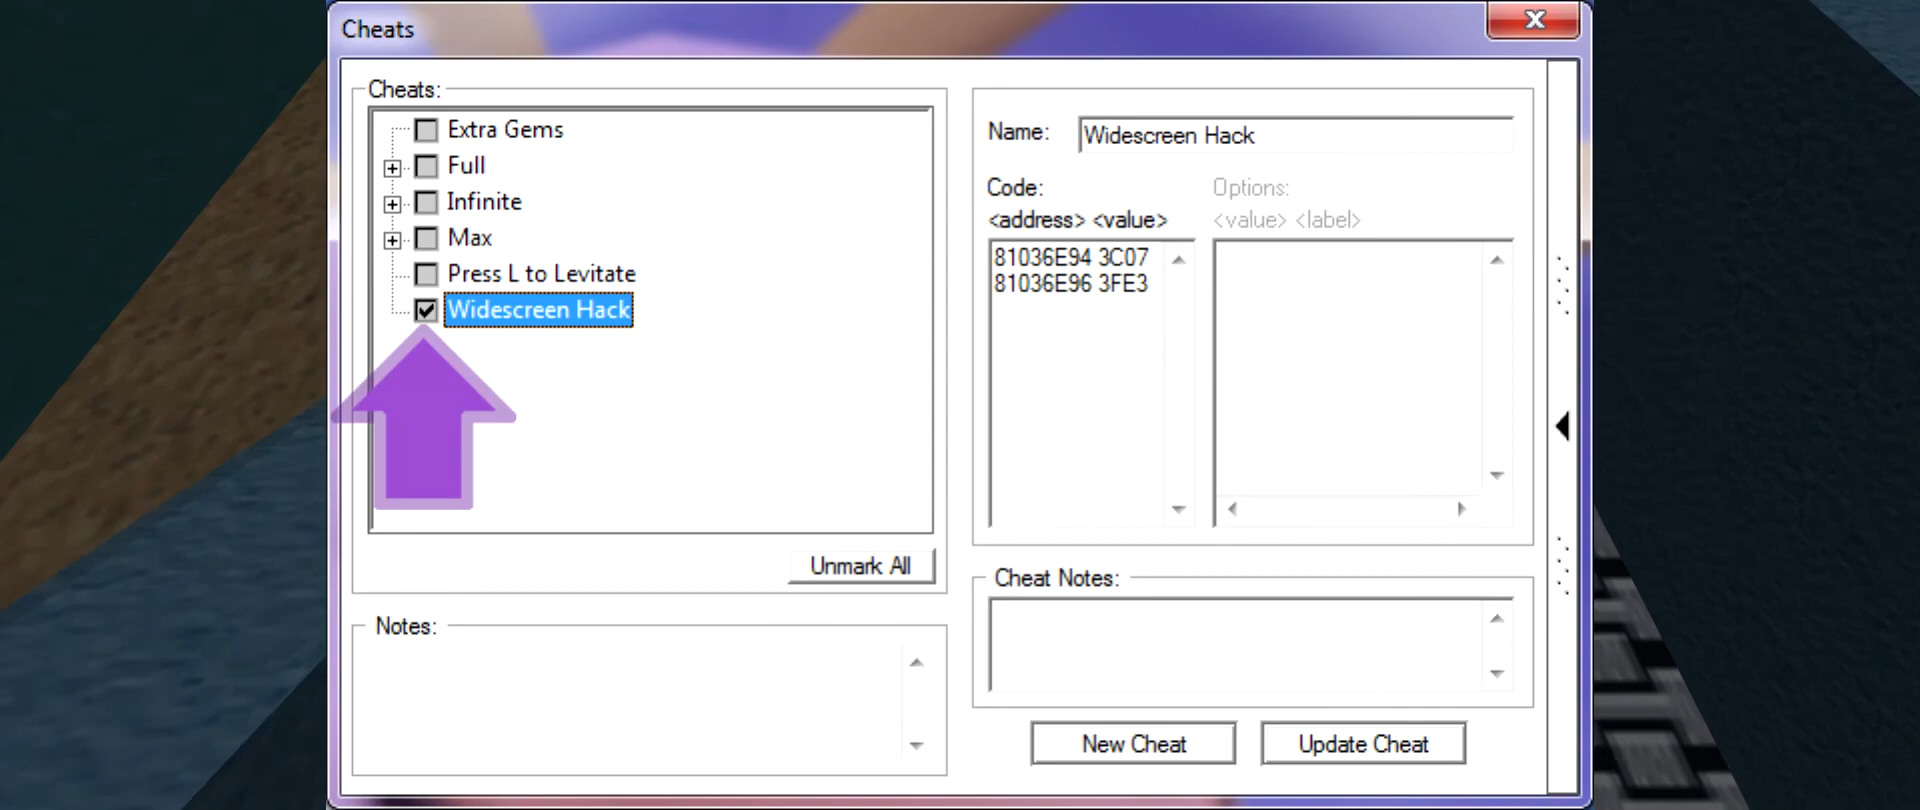 Cheats
Cheats:
Extra Gems
Full
Infinite
Max
Press L to Levitate
Widescreen Hack
Unmark All
Notes:
Name: Widescreen Hack
Code: Options:
<address> <value> <value> <label>
81036E94 3C07
81036E96 3FE3
Cheat Notes:
New Cheat Update Cheat